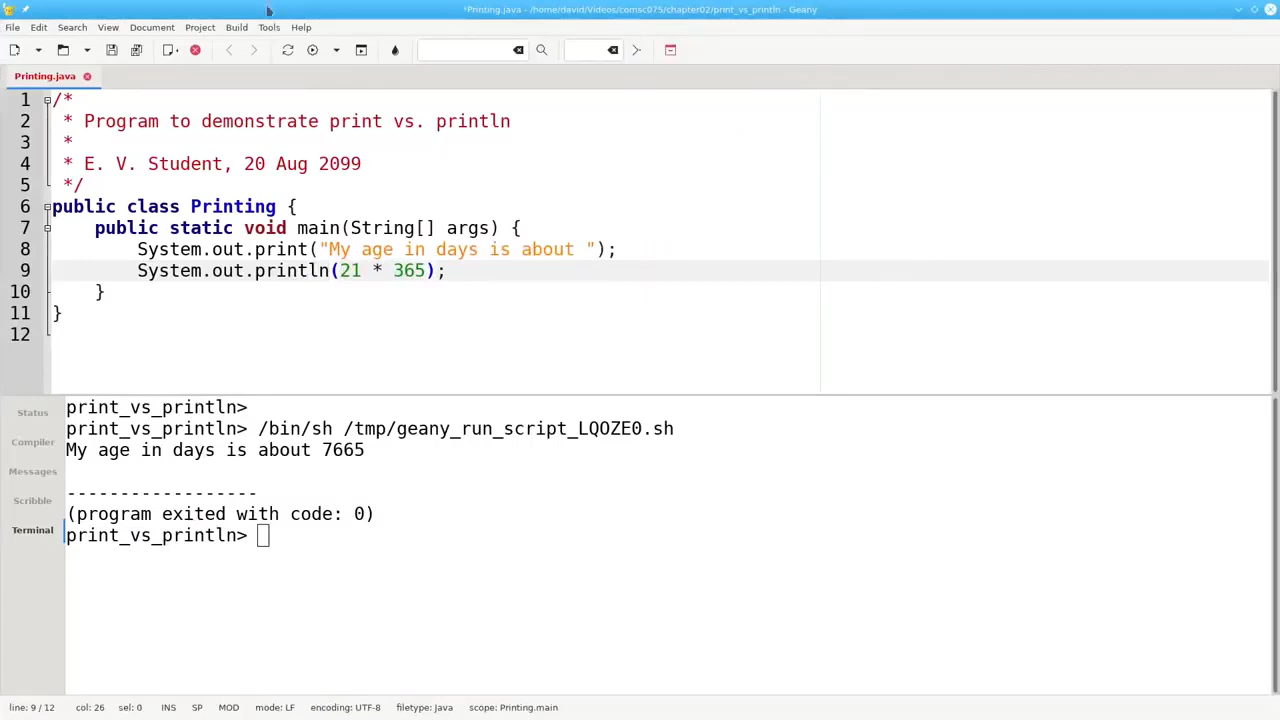 *Printing.java - /home/david/Videos/comsc075/chapter02/print_vs_println - Geany
File Edit Search View Document Project Build Tools Help
Printing.java
1 /*
2  * Program to demonstrate print vs. println
3  *
4  * E. V. Student, 20 Aug 2099
5  */
6 public class Printing {
7     public static void main(String[] args) {
8         System.out.print("My age in days is about ");
9         System.out.println(21 * 365);
10     }
11 }
12
Status
Compiler
Messages
Scribble
Terminal
print_vs_println>
print_vs_println> /bin/sh /tmp/geany_run_script_LQOZE0.sh
My age in days is about 7665
------------------
(program exited with code: 0)
print_vs_println>
line: 9 / 12 col: 26 sel: 0 INS SP MOD mode: LF encoding: UTF-8 filetype: Java scope: Printing.main